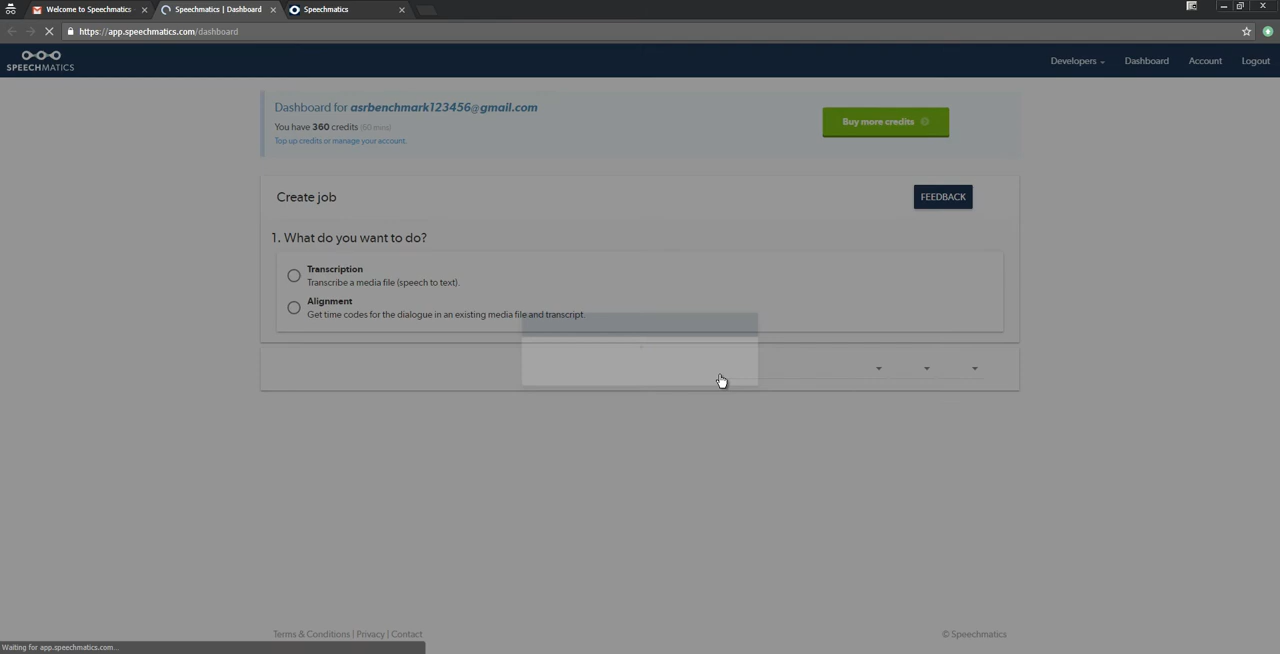 Welcome to Speechmatics
Speechmatics | Dashboard
Speechmatics
https://app.speechmatics.com/dashboard
SPEECHMATICS
Developers
Dashboard
Account
Logout
Dashboard for asrbenchmark123456@gmail.com
You have 360 credits (60 mins)
Top up credits or manage your account.
Buy more credits
Create job
FEEDBACK
1. What do you want to do?
Transcription
Transcribe a media file (speech to text).
Alignment
Get time codes for the dialogue in an existing media file and transcript.
Terms & Conditions | Privacy | Contact
© Speechmatics
Waiting for app.speechmatics.com...